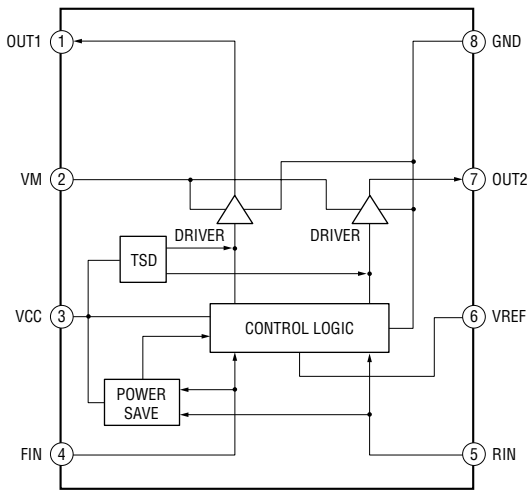 OUT1 1 8 GND
VM 2 7 OUT2
DRIVER DRIVER
TSD
VCC 3 CONTROL LOGIC 6 VREF
POWER
SAVE
FIN 4 5 RIN